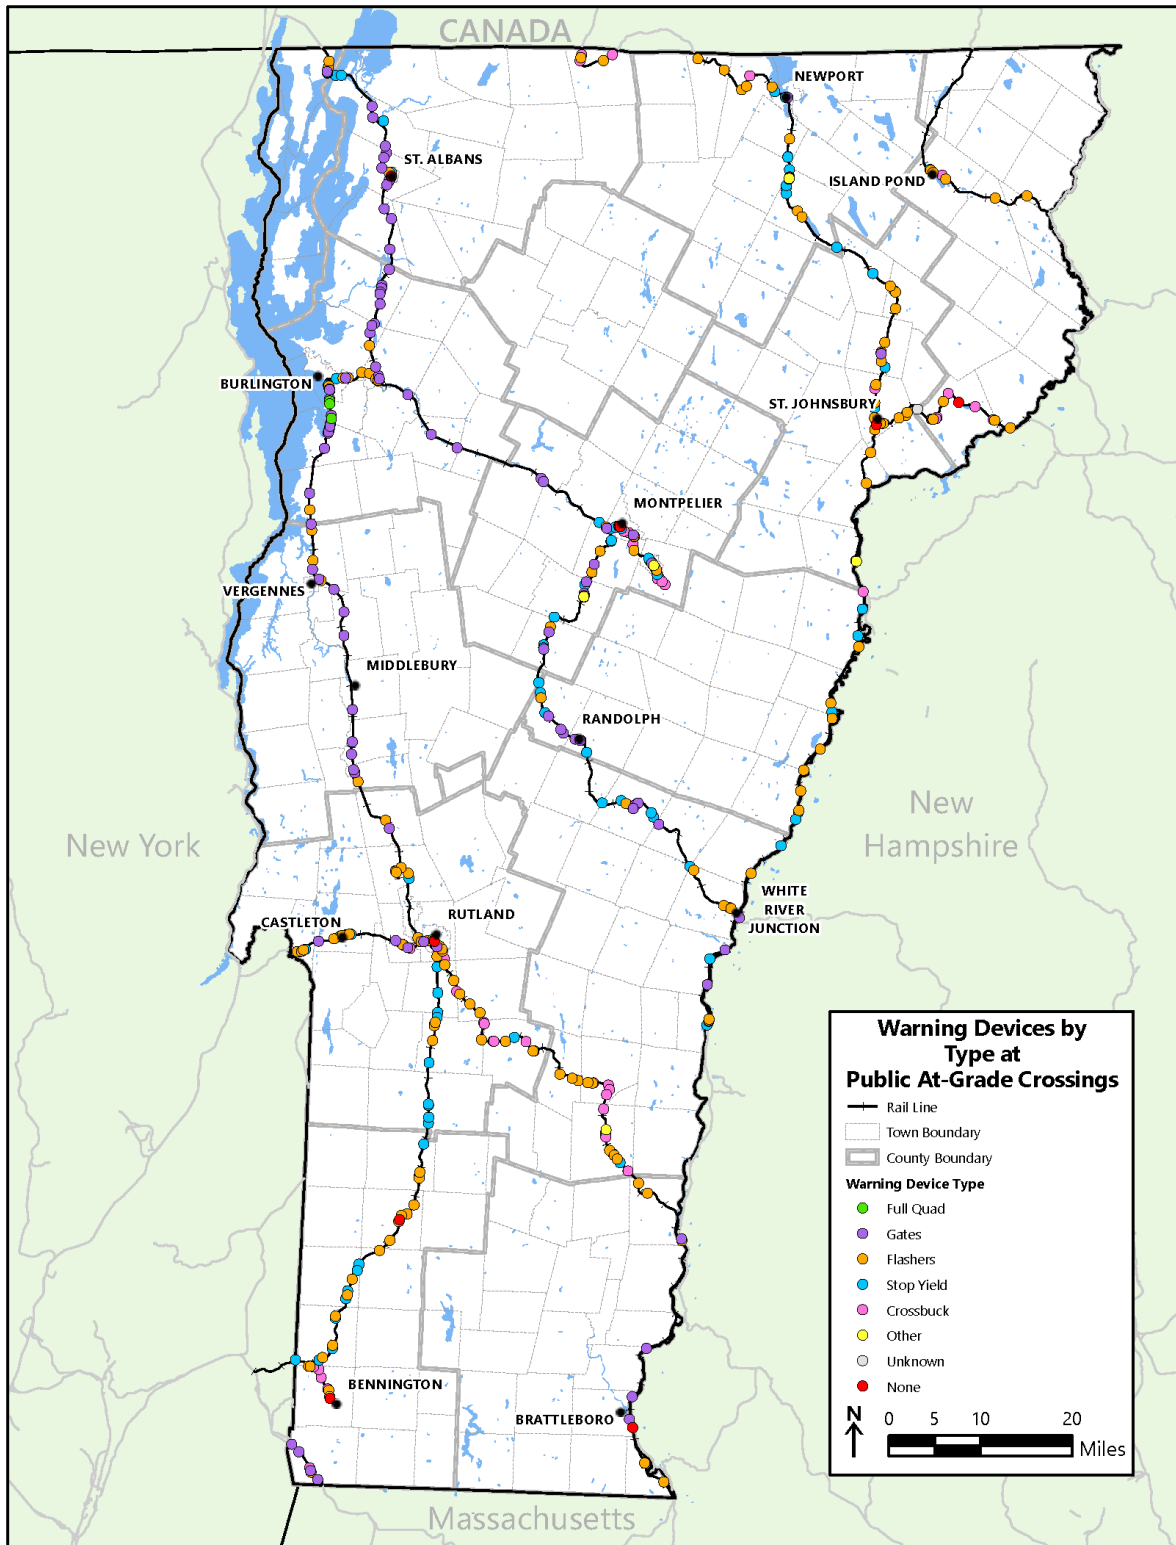 CANADA
NEWPORT
ST. ALBANS
ISLAND POND
BURLINGTON
ST. JOHNSBURY
MONTPELIER
VERGENNES
MIDDLEBURY
RANDOLPH
New York
New
Hampshire
WHITE
RIVER
JUNCTION
CASTLETON
RUTLAND
BENNINGTON
BRATTLEBORO
Massachusetts
Warning Devices by
Type at
Public At-Grade Crossings
Rail Line
Town Boundary
County Boundary
Warning Device Type
Full Quad
Gates
Flashers
Stop Yield
Crossbuck
Other
Unknown
None
N
0 5 10 20
Miles